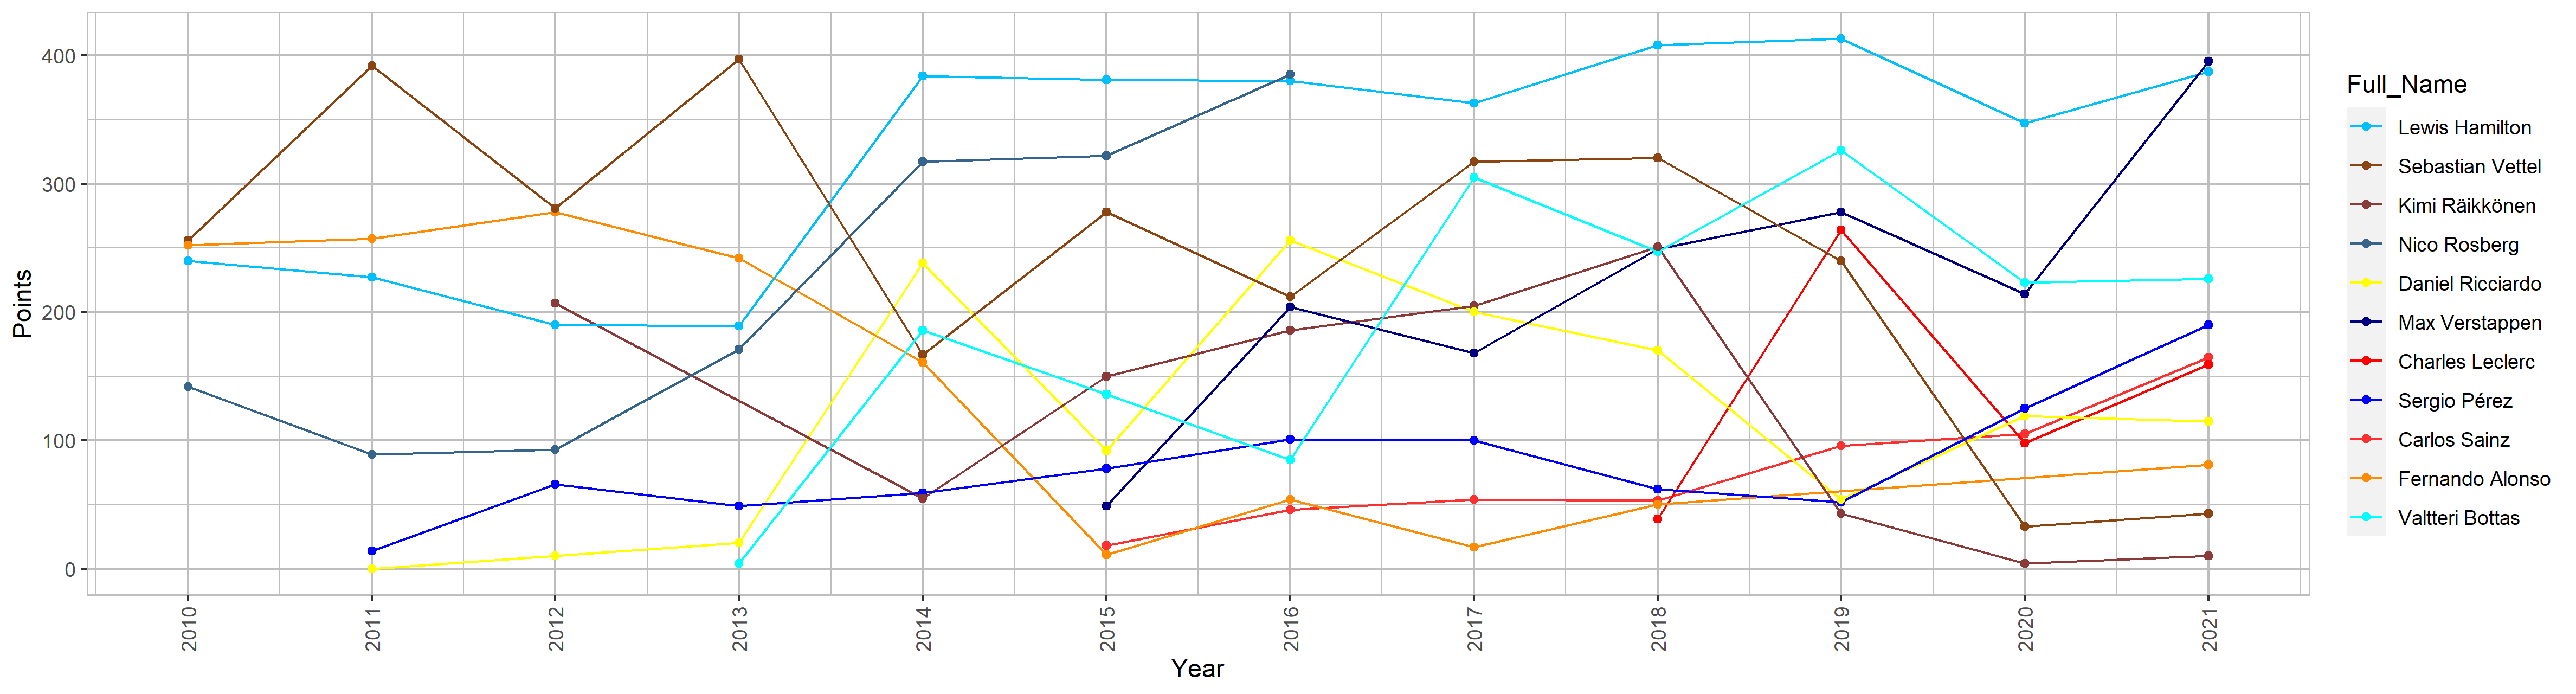 400
300
200
100
0
Points
2010
2011
2012
2013
2014
2015
2016
2017
2018
2019
2020
2021
Year
Full_Name
Lewis Hamilton
Sebastian Vettel
Kimi Räikkönen
Nico Rosberg
Daniel Ricciardo
Max Verstappen
Charles Leclerc
Sergio Pérez
Carlos Sainz
Fernando Alonso
Valtteri Bottas